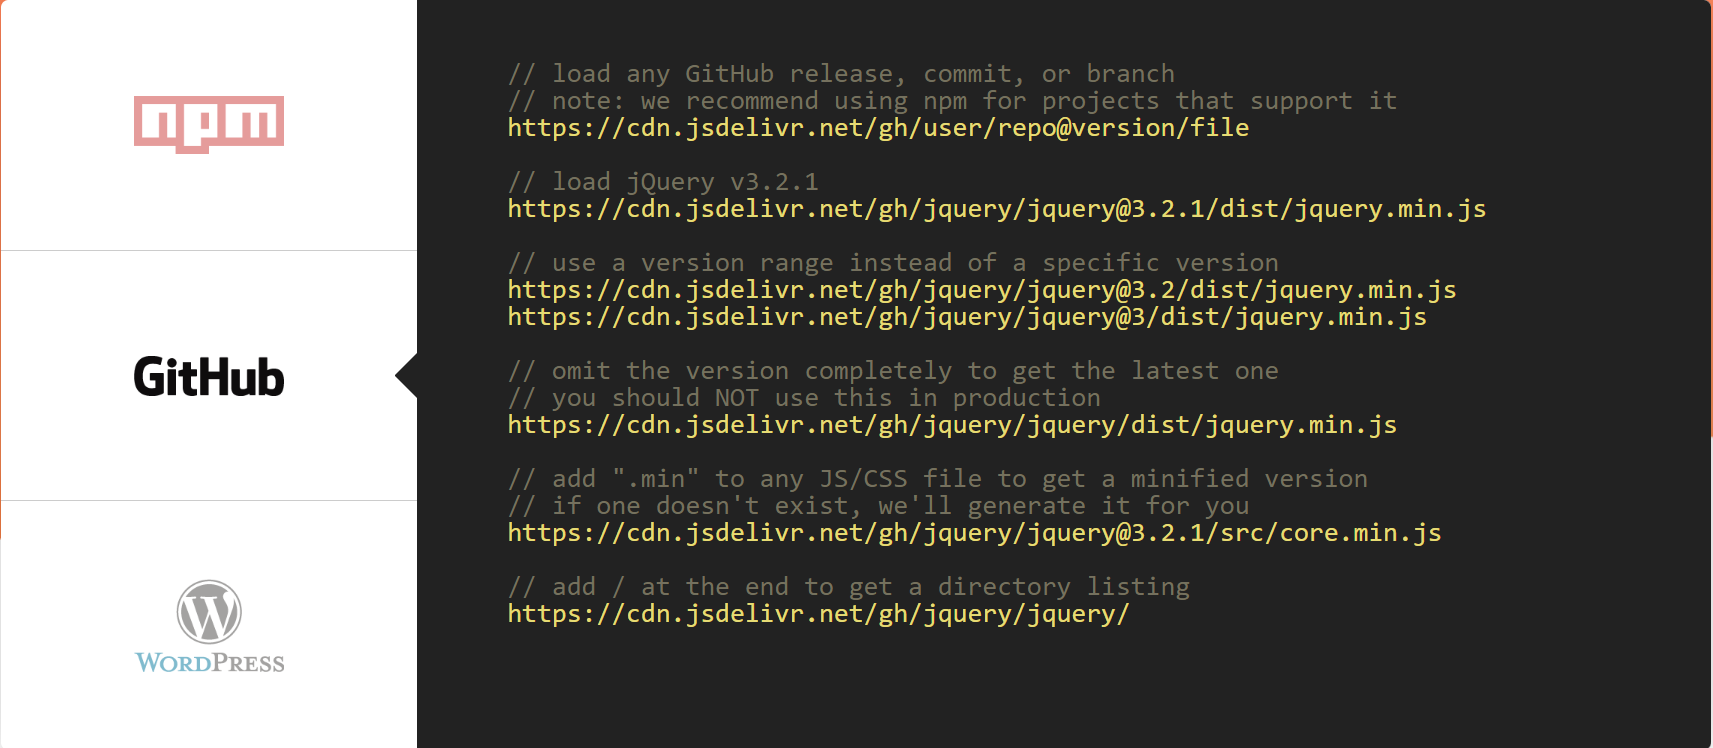 npm
GitHub
WORDPRESS
// load any GitHub release, commit, or branch
// note: we recommend using npm for projects that support it
https://cdn.jsdelivr.net/gh/user/repo@version/file
// load jQuery v3.2.1
https://cdn.jsdelivr.net/gh/jquery/jquery@3.2.1/dist/jquery.min.js
// use a version range instead of a specific version
https://cdn.jsdelivr.net/gh/jquery/jquery@3.2/dist/jquery.min.js
https://cdn.jsdelivr.net/gh/jquery/jquery@3/dist/jquery.min.js
// omit the version completely to get the latest one
// you should NOT use this in production
https://cdn.jsdelivr.net/gh/jquery/jquery/dist/jquery.min.js
// add ".min" to any JS/CSS file to get a minified version
// if one doesn't exist, we'll generate it for you
https://cdn.jsdelivr.net/gh/jquery/jquery@3.2.1/src/core.min.js
// add / at the end to get a directory listing
https://cdn.jsdelivr.net/gh/jquery/jquery/